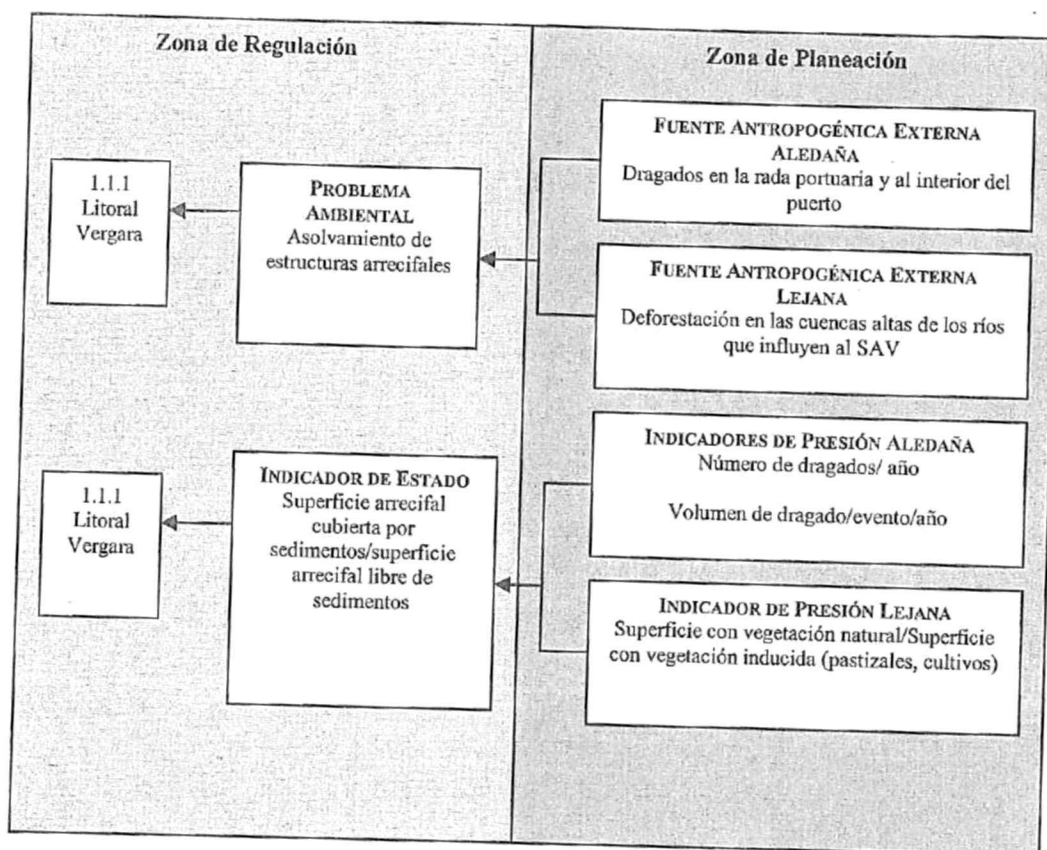 Zona de Regulación
1.1.1
Litoral
Vergara
PROBLEMA
AMBIENTAL
Asolvamiento de
estructuras arrecifales
1.1.1
Litoral
Vergara
INDICADOR DE ESTADO
Superficie arrecifal
cubierta por
sedimentos/superficie
arrecifal libre de
sedimentos
Zona de Planeación
FUENTE ANTROPOGÉNICA EXTERNA
ALEDAÑA
Dragados en la rada portuaria y al interior del
puerto
FUENTE ANTROPOGÉNICA EXTERNA
LEJANA
Deforestación en las cuencas altas de los ríos
que influyen al SAV
INDICADORES DE PRESIÓN ALEDAÑA
Número de dragados/ año
Volumen de dragado/evento/año
INDICADOR DE PRESIÓN LEJANA
Superficie con vegetación natural/Superficie
con vegetación inducida (pastizales, cultivos)